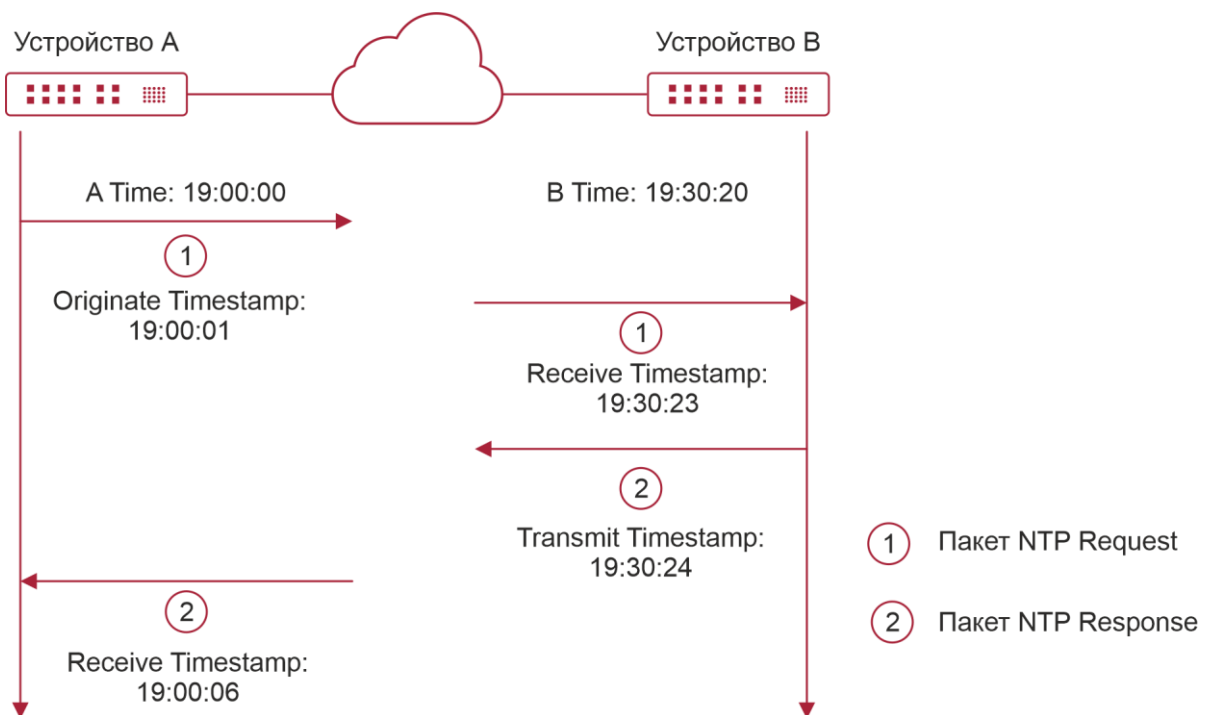 Устройство A
Устройство B
A Time: 19:00:00
B Time: 19:30:20
1
Originate Timestamp:
19:00:01
1
Receive Timestamp:
19:30:23
2
Transmit Timestamp:
19:30:24
1 Пакет NTP Request
2
Receive Timestamp:
19:00:06
2 Пакет NTP Response